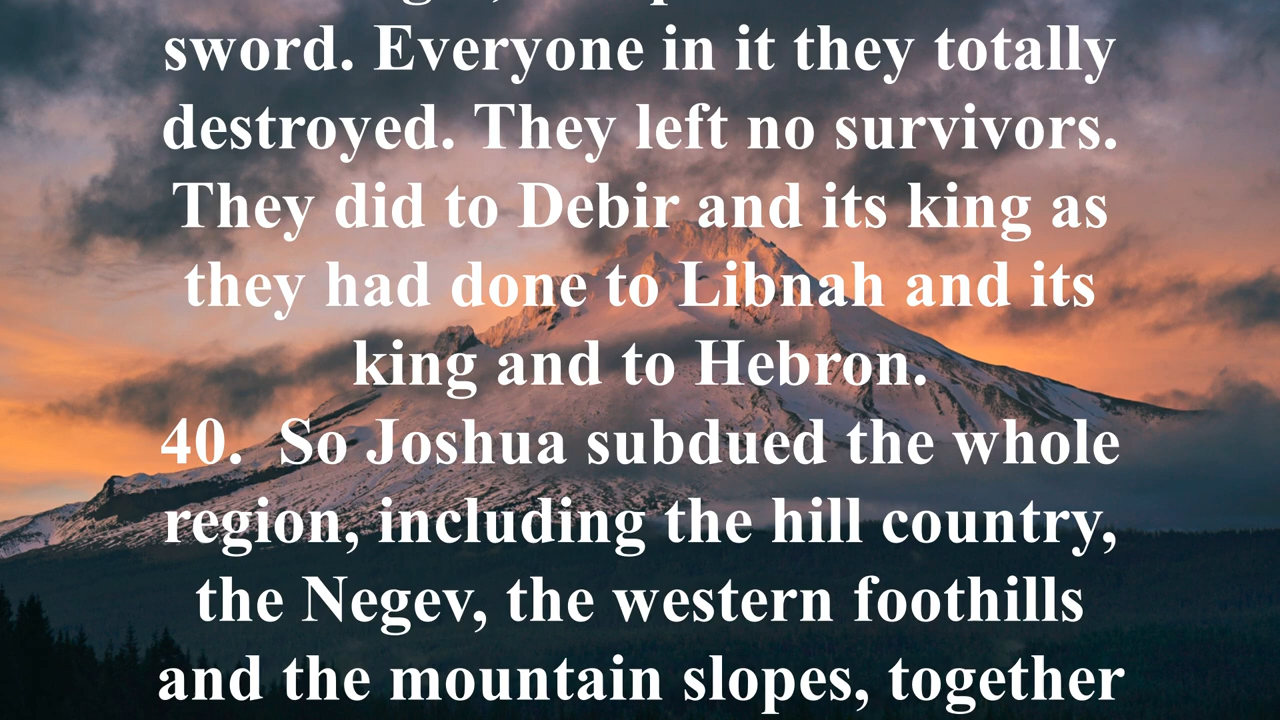 sword. Everyone in it they totally
destroyed. They left no survivors.
They did to Debir and its king as
they had done to Libnah and its
king and to Hebron.
40. So Joshua subdued the whole
region, including the hill country,
the Negev, the western foothills
and the mountain slopes, together